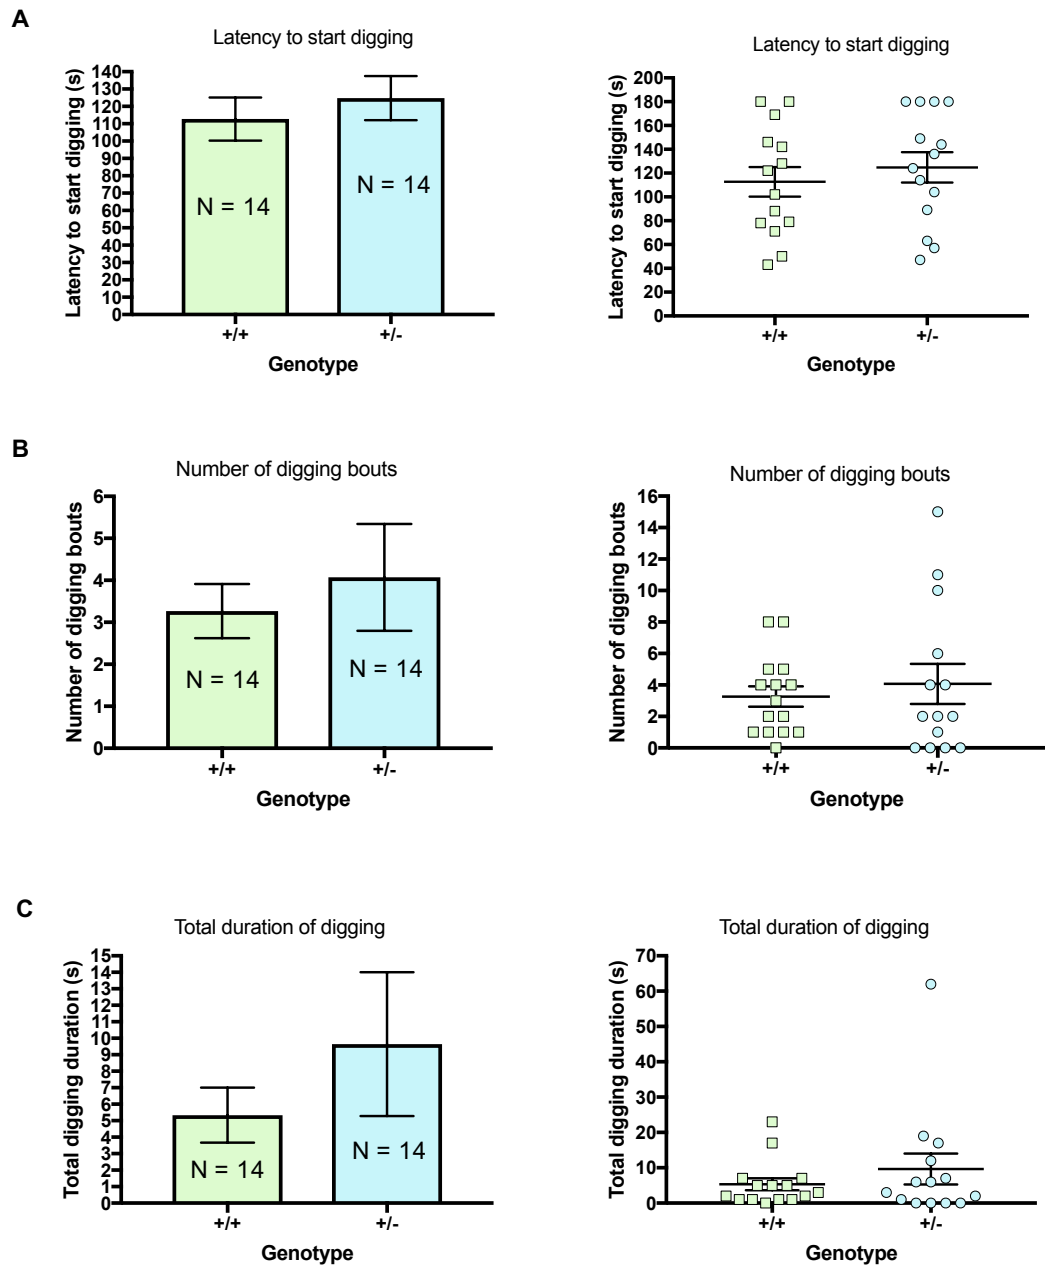 A
Latency to start digging
Latency to start digging (s)
140
130
120
110
100
90
80
70
60
50
40
30
20
10
0
N = 14
N = 14
+/+
+/-
Genotype
Latency to start digging
Latency to start digging (s)
200
180
160
140
120
100
80
60
40
20
0
+/+
+/-
Genotype
B
Number of digging bouts
Number of digging bouts
6
5
4
3
2
1
0
N = 14
N = 14
+/+
+/-
Genotype
Number of digging bouts
Number of digging bouts
16
14
12
10
8
6
4
2
0
+/+
+/-
Genotype
C
Total duration of digging
Total digging duration (s)
15
14
13
12
11
10
9
8
7
6
5
4
3
2
1
0
N = 14
N = 14
+/+
+/-
Genotype
Total duration of digging
Total digging duration (s)
70
60
50
40
30
20
10
0
+/+
+/-
Genotype